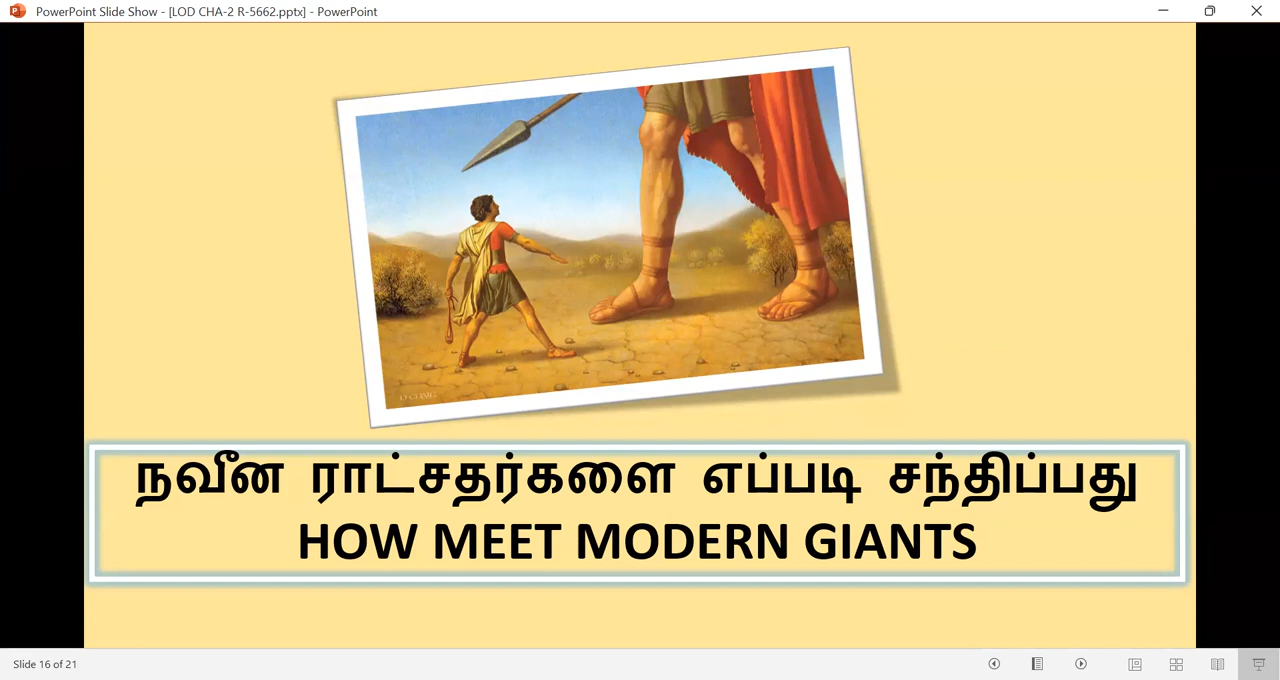 PowerPoint Slide Show - [LOD CHA-2 R-5662.pptx] - PowerPoint
நவீன ராட்சதர்களை எப்படி சந்திப்பது
HOW MEET MODERN GIANTS
Slide 16 of 21